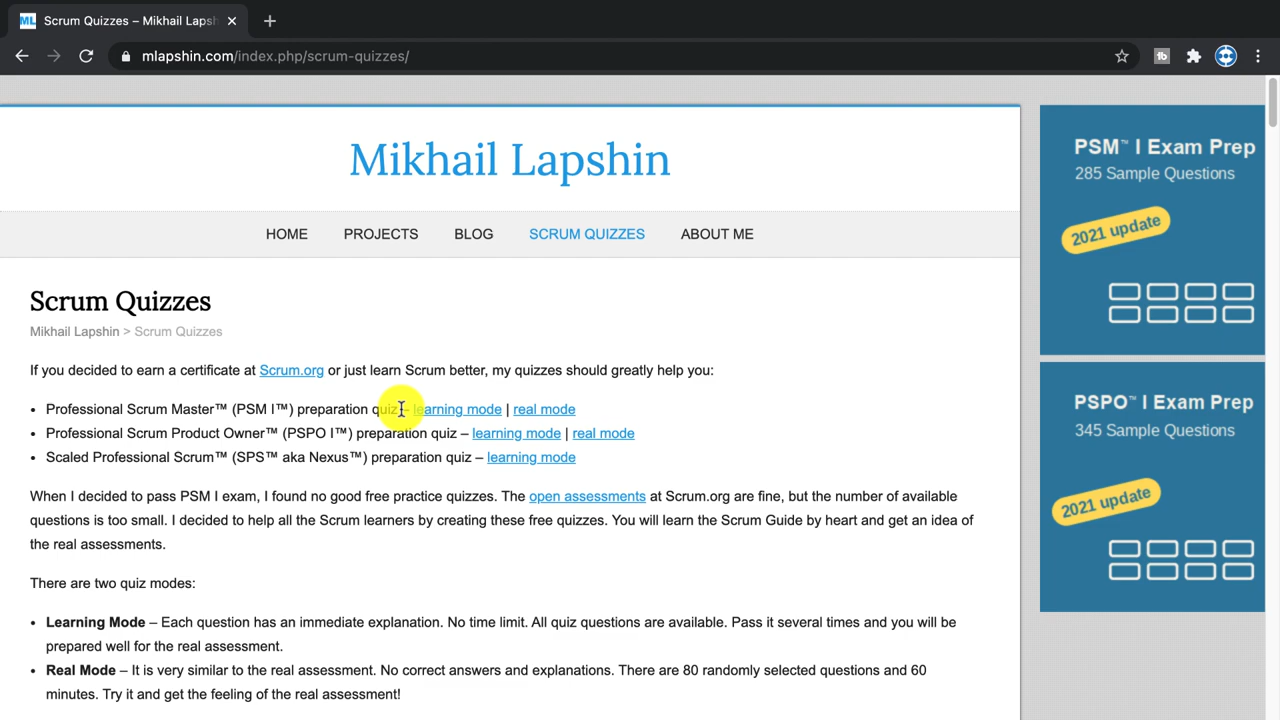 Scrum Quizzes – Mikhail Lapsh
mlapshin.com/index.php/scrum-quizzes/
Mikhail Lapshin
HOME PROJECTS BLOG SCRUM QUIZZES ABOUT ME
Scrum Quizzes
Mikhail Lapshin > Scrum Quizzes
If you decided to earn a certificate at Scrum.org or just learn Scrum better, my quizzes should greatly help you:
• Professional Scrum Master™ (PSM I™) preparation quiz – learning mode | real mode
• Professional Scrum Product Owner™ (PSPO I™) preparation quiz – learning mode | real mode
• Scaled Professional Scrum™ (SPS™ aka Nexus™) preparation quiz – learning mode
When I decided to pass PSM I exam, I found no good free practice quizzes. The open assessments at Scrum.org are fine, but the number of available
questions is too small. I decided to help all the Scrum learners by creating these free quizzes. You will learn the Scrum Guide by heart and get an idea of
the real assessments.
There are two quiz modes:
• Learning Mode – Each question has an immediate explanation. No time limit. All quiz questions are available. Pass it several times and you will be
prepared well for the real assessment.
• Real Mode – It is very similar to the real assessment. No correct answers and explanations. There are 80 randomly selected questions and 60
minutes. Try it and get the feeling of the real assessment!
PSM™ I Exam Prep
285 Sample Questions
2021 update
PSPO™ I Exam Prep
345 Sample Questions
2021 update